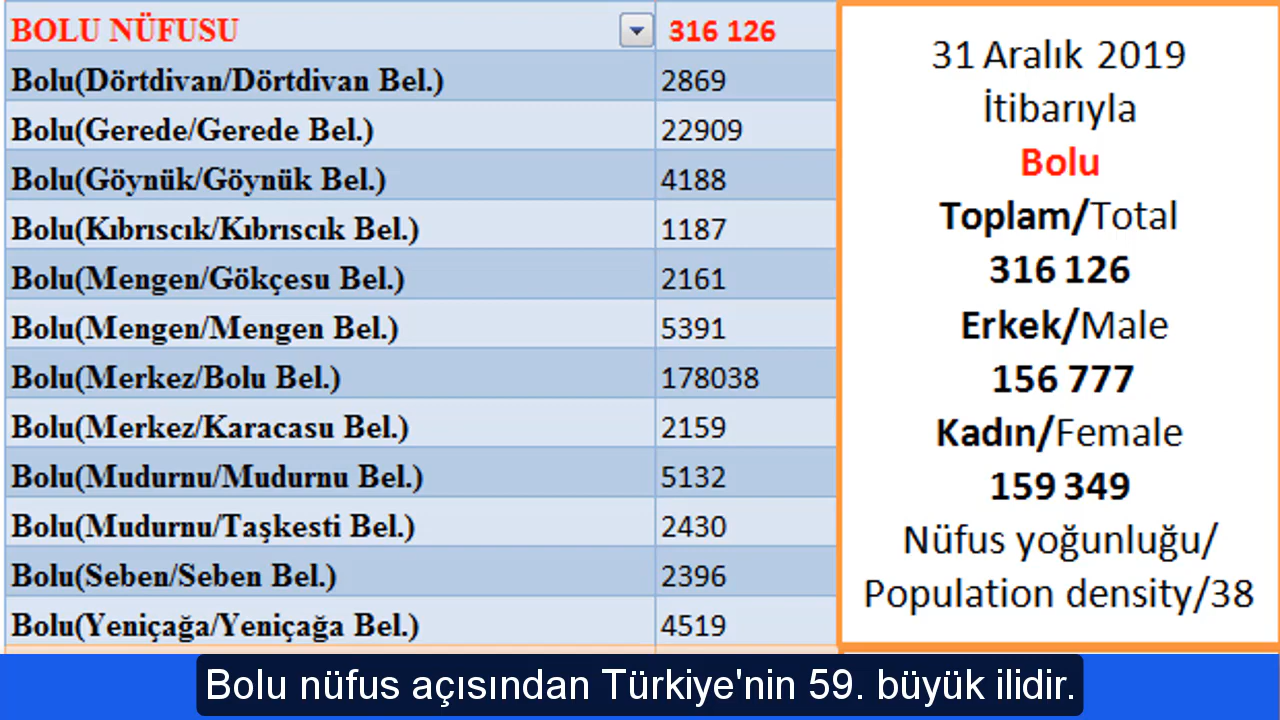 BOLU NÜFUSU 316 126
Bolu(Dörtdivan/Dörtdivan Bel.) 2869
Bolu(Gerede/Gerede Bel.) 22909
Bolu(Göynük/Göynük Bel.) 4188
Bolu(Kıbrıscık/Kıbrıscık Bel.) 1187
Bolu(Mengen/Gökçesu Bel.) 2161
Bolu(Mengen/Mengen Bel.) 5391
Bolu(Merkez/Bolu Bel.) 178038
Bolu(Merkez/Karacasu Bel.) 2159
Bolu(Mudurnu/Mudurnu Bel.) 5132
Bolu(Mudurnu/Taşkesti Bel.) 2430
Bolu(Seben/Seben Bel.) 2396
Bolu(Yeniçağa/Yeniçağa Bel.) 4519
31 Aralık 2019
İtibarıyla
Bolu
Toplam/Total
316 126
Erkek/Male
156 777
Kadın/Female
159 349
Nüfus yoğunluğu/
Population density/38
Bolu nüfus açısından Türkiye'nin 59. büyük ilidir.